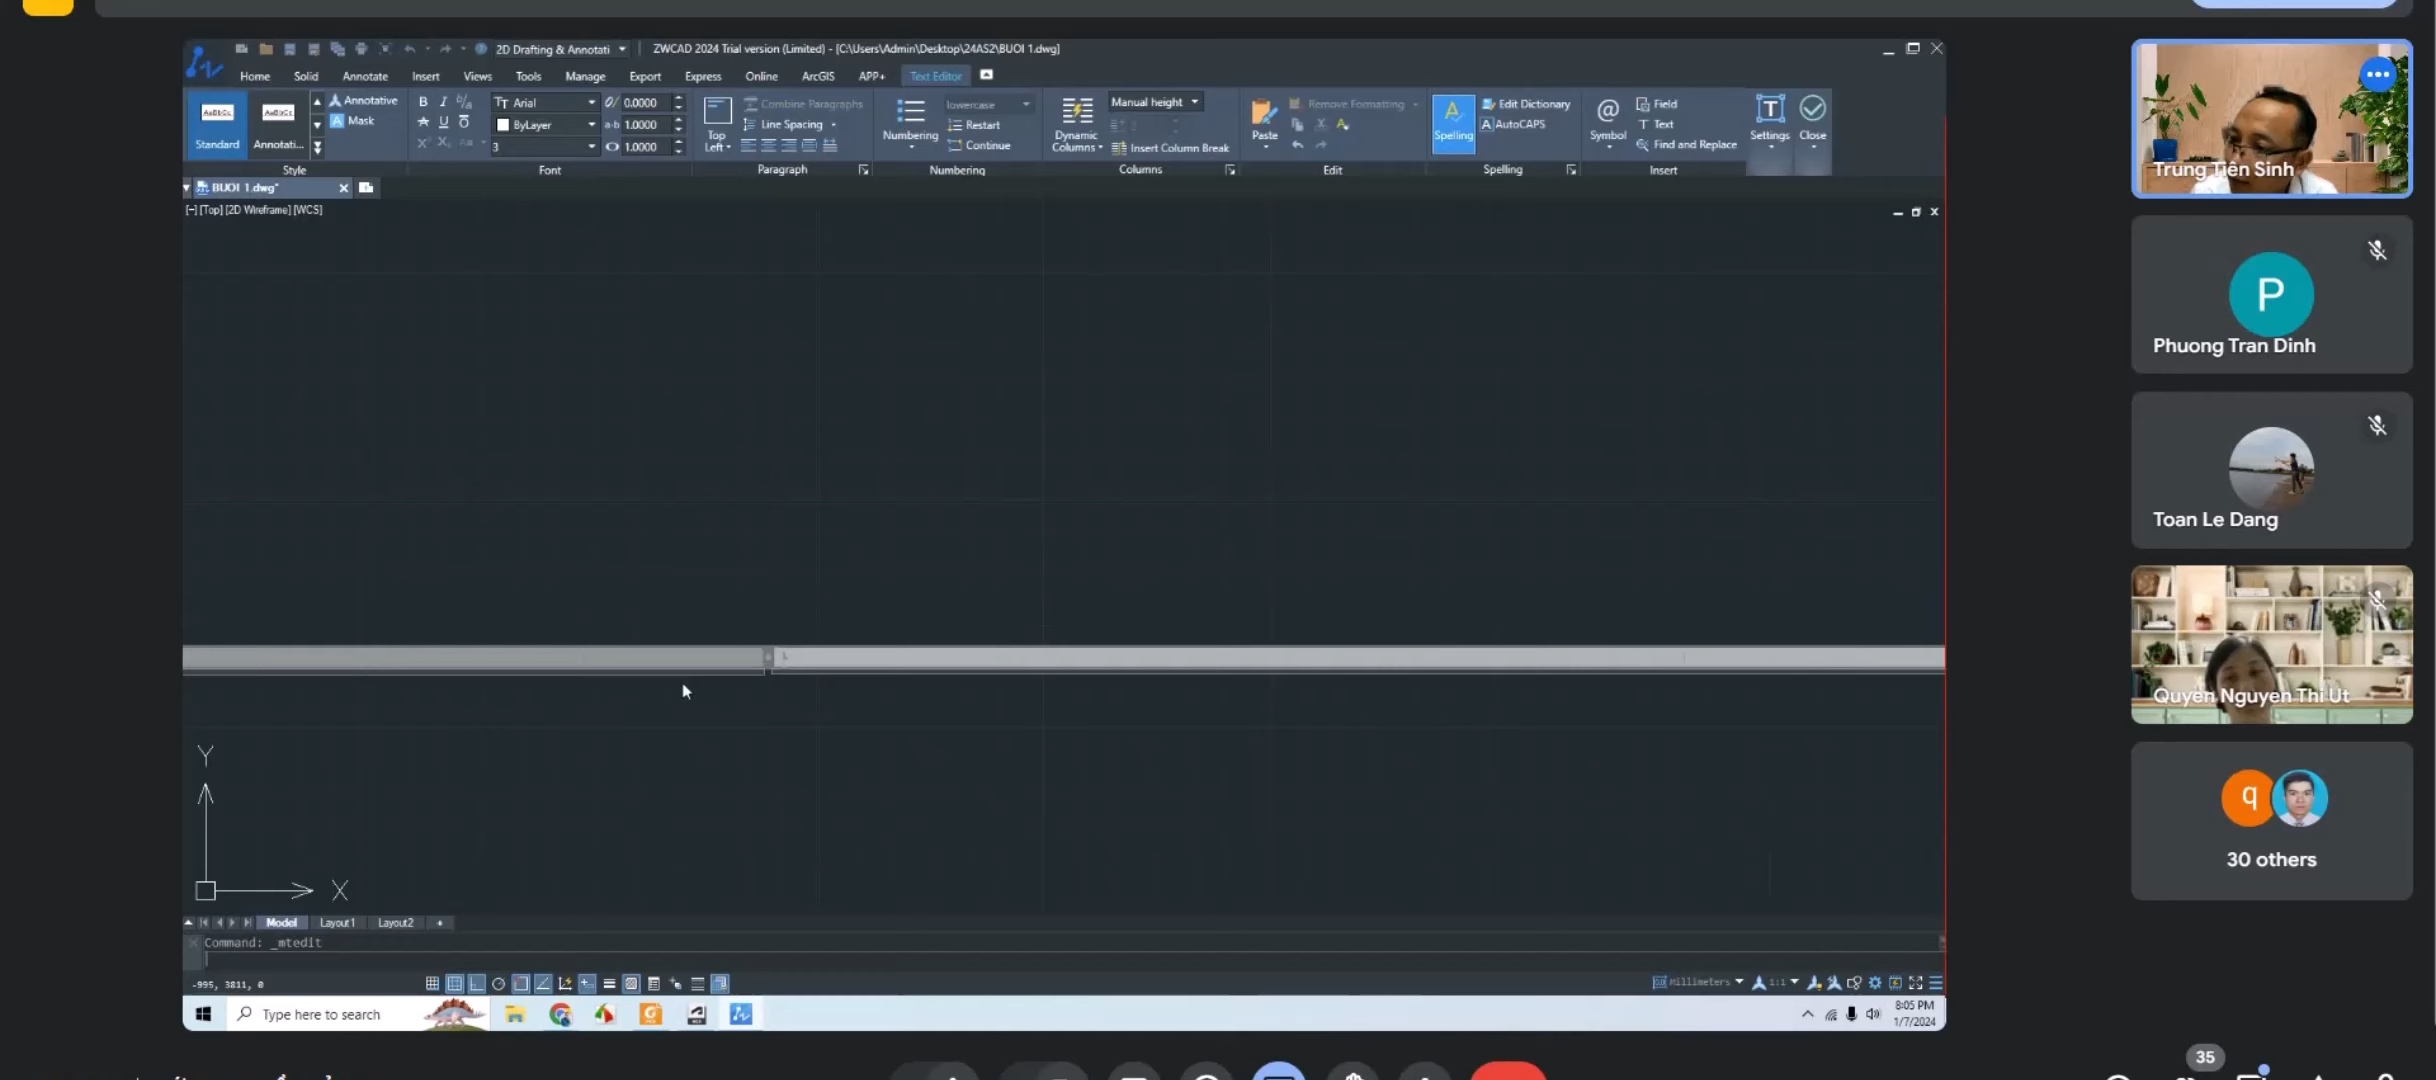 2D Drafting & Annotati
ZWCAD 2024 Trial version (Limited) - [C:\Users\Admin\Desktop\24AS2\BUOI 1.dwg]
Home Solid Annotate Insert Views Tools Manage Export Express Online ArcGIS APP+ Text Editor
AaBbCc AaBbCc Annotative B I Arial 0.0000 Combine Paragraphs lowercase Manual height Remove Formatting Edit Dictionary Field
Mask U ByLayer 1.0000 Line Spacing Restart AutoCAPS Text
Standard Annotati... 3 1.0000 Top Left Numbering Continue Dynamic Columns Insert Column Break Paste Spelling Symbol Find and Replace Settings Close
Style Font Paragraph Numbering Columns Edit Spelling Insert
BUOI 1.dwg*
[−] [Top] [2D Wireframe] [WCS]
Y
X
Model Layout1 Layout2 +
Command: _mtedit
-995, 3811, 0
Millimeters 1:1
Type here to search
8:05 PM
1/7/2024
Trung Tiên Sinh
P
Phuong Tran Dinh
Toan Le Dang
Quyen Nguyen Thi Ut
q
30 others
35